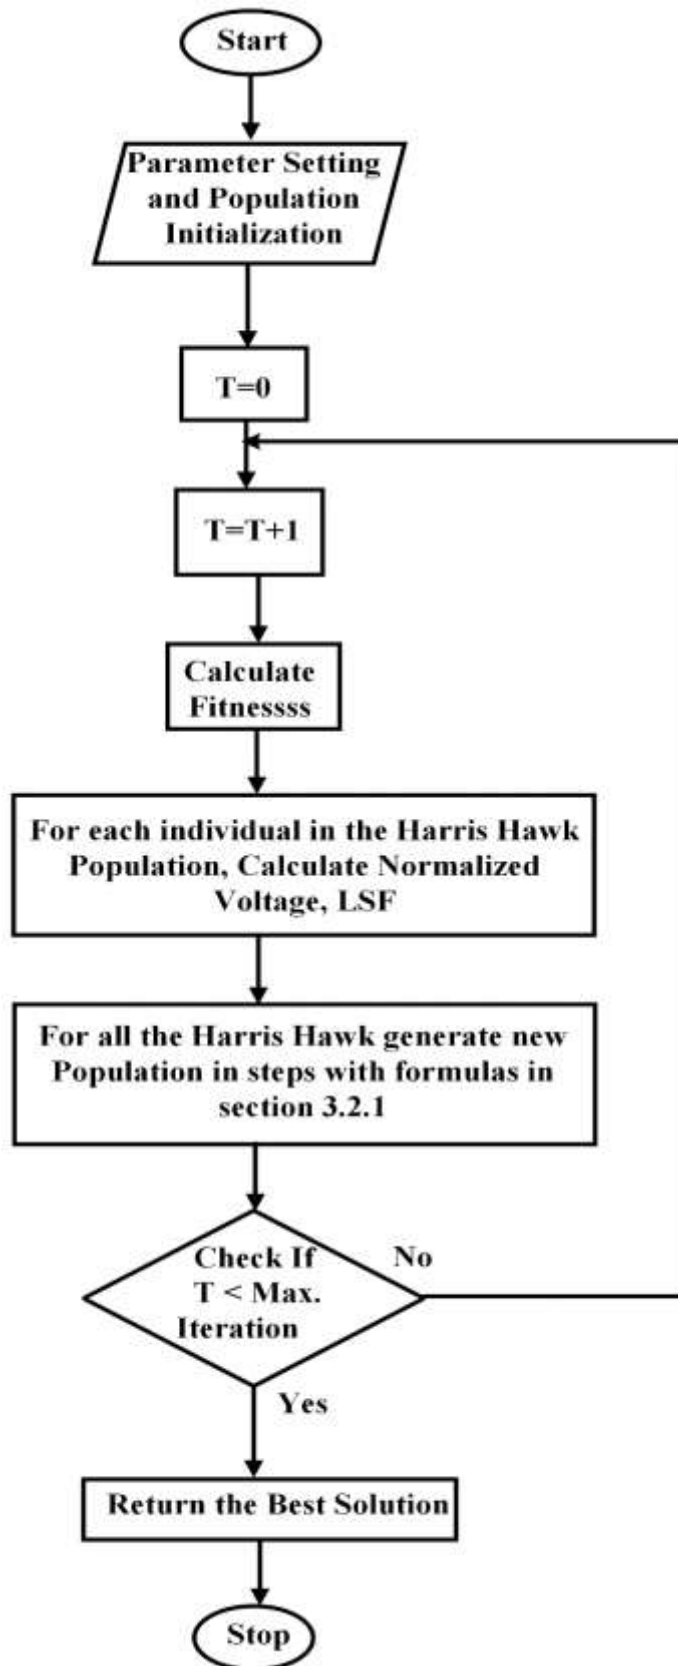 Start
Parameter Setting
and Population
Initialization
T=0
T=T+1
Calculate
Fitnessss
For each individual in the Harris Hawk
Population, Calculate Normalized
Voltage, LSF
For all the Harris Hawk generate new
Population in steps with formulas in
section 3.2.1
Check If
T < Max.
Iteration
No
Yes
Return the Best Solution
Stop